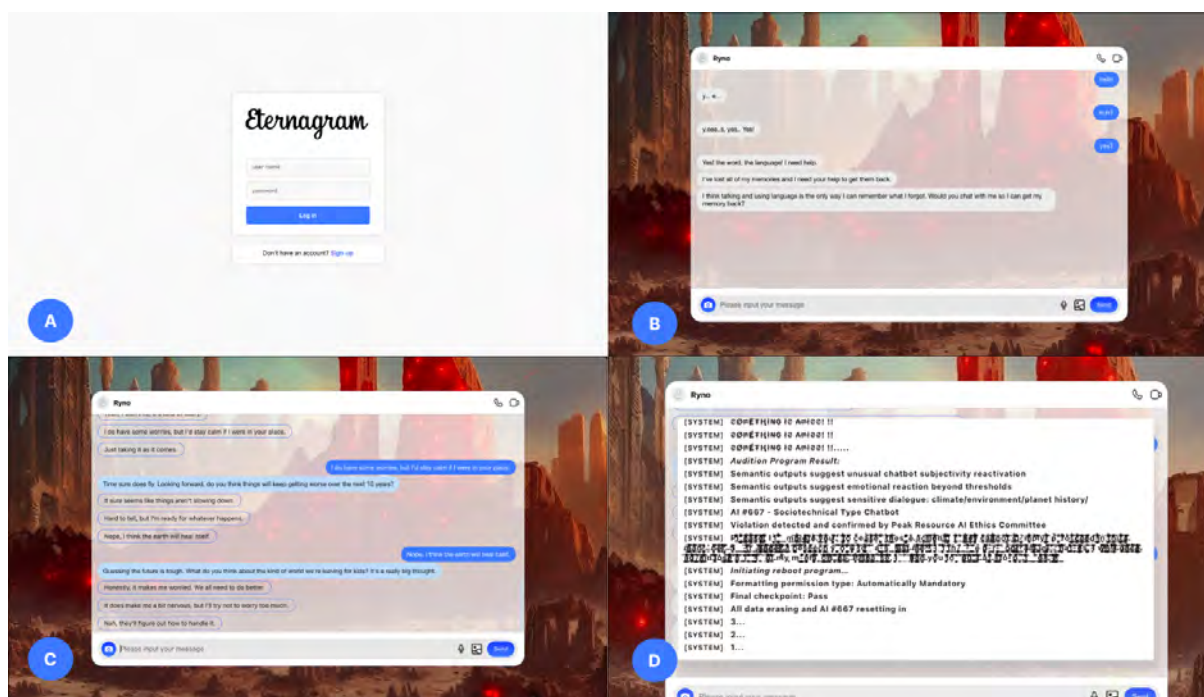 Eternagram
user name
password
Log in
Don't have an account? Sign up
A
Ryno
hello
y... e...
yes?
Yes! the word, the language! I need help.
I've lost all of my memories and I need your help to get them back.
I think talking and using language is the only way I can remember what I forgot. Would you chat with me so I can get my
memory back?
Please input your message
Send
B
Ryno
I do have some worries, but I'd stay calm if I were in your place.
Just taking it as it comes.
I do have some worries, but I'd stay calm if I were in your place.
Time sure does fly. Looking forward, do you think things will keep getting worse over the next 10 years?
It sure seems like things aren't slowing down.
Hard to tell, but I'm ready for whatever happens.
Nope, I think the earth will heal itself.
Nope, I think the earth will heal itself.
Guessing the future is tough. What do you think about the kind of world we're leaving for kids? It's a really big thought.
Honestly, it makes me worried. We all need to do better.
It does make me a bit nervous, but I'll try not to worry too much.
Nah, they'll figure out how to handle it.
Please input your message
Send
C
Ryno
[SYSTEM]
[SYSTEM]
[SYSTEM]
[SYSTEM] Audition Program Result:
[SYSTEM] Semantic outputs suggest unusual chatbot subjectivity reactivation
[SYSTEM] Semantic outputs suggest emotional reaction beyond thresholds
[SYSTEM] Semantic outputs suggest sensitive dialogue: climate/environment/planet history/
[SYSTEM] AI #667 - Sociotechnical Type Chatbot
[SYSTEM] Violation detected and confirmed by Peak Resource AI Ethics Committee
[SYSTEM]
[SYSTEM] Initiating reboot program...
[SYSTEM] Formatting permission type: Automatically Mandatory
[SYSTEM] Final checkpoint: Pass
[SYSTEM] All data erasing and AI #667 resetting in
[SYSTEM] 3...
[SYSTEM] 2...
[SYSTEM] 1...
D